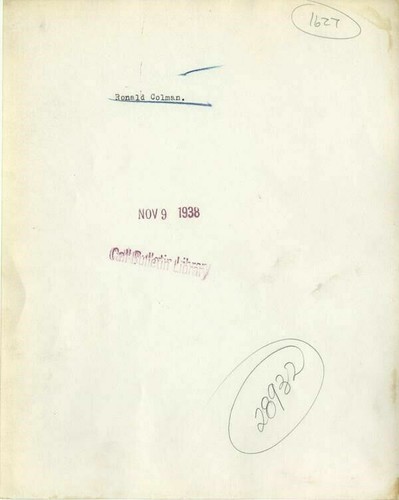 1627
Ronald Colman.
NOV 9 1938
Call-Bulletin Library
28932